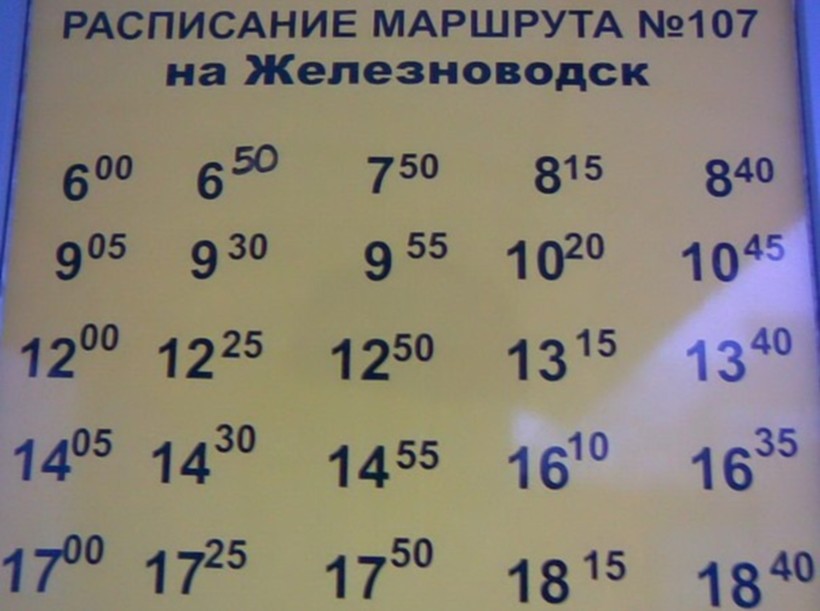 РАСПИСАНИЕ МАРШРУТА №107
на Железноводск
6⁰⁰ 6⁵⁰ 7⁵⁰ 8¹⁵ 8⁴⁰
9⁰⁵ 9³⁰ 9⁵⁵ 10²⁰ 10⁴⁵
12⁰⁰ 12²⁵ 12⁵⁰ 13¹⁵ 13⁴⁰
14⁰⁵ 14³⁰ 14⁵⁵ 16¹⁰ 16³⁵
17⁰⁰ 17²⁵ 17⁵⁰ 18¹⁵ 18⁴⁰